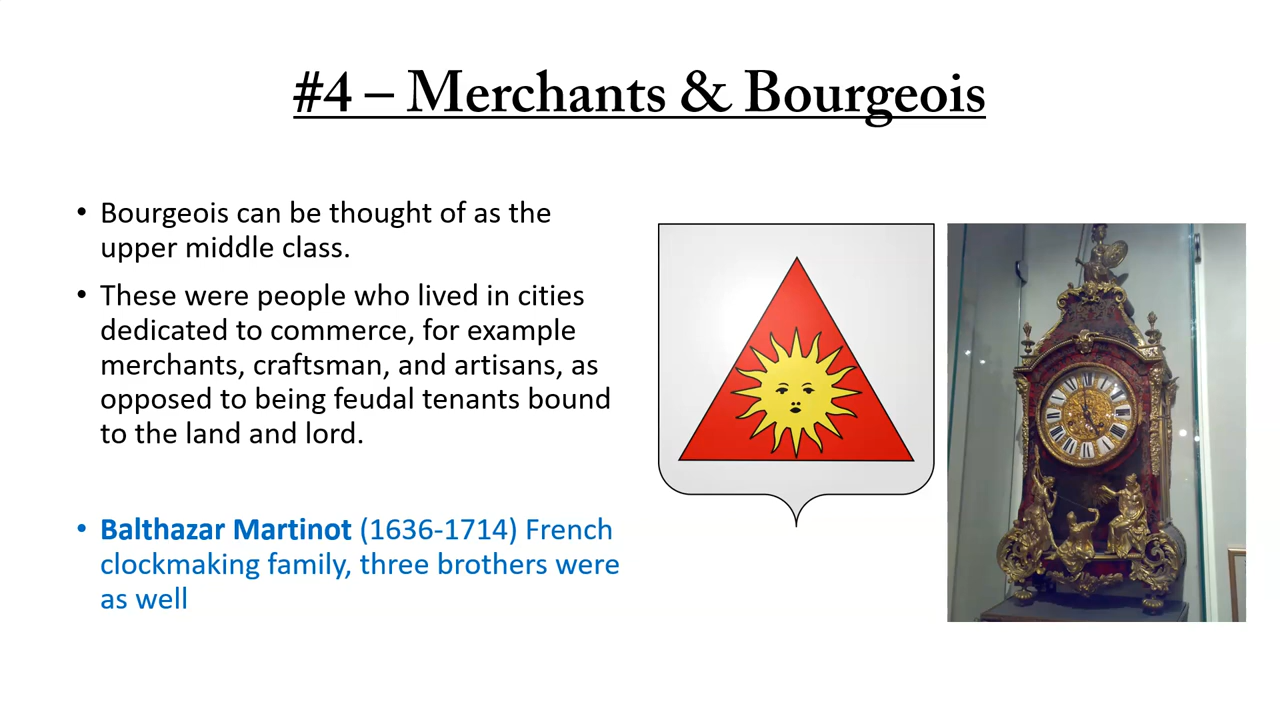 #4 – Merchants & Bourgeois
• Bourgeois can be thought of as the
upper middle class.
• These were people who lived in cities
dedicated to commerce, for example
merchants, craftsman, and artisans, as
opposed to being feudal tenants bound
to the land and lord.
• Balthazar Martinot (1636-1714) French
clockmaking family, three brothers were
as well